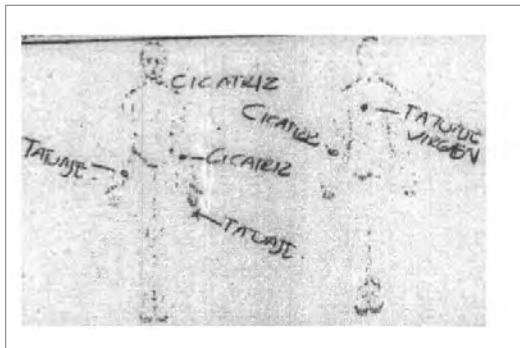 CICATRIZ
CICATRIZ
TATUAJE
VIRGEN
TATUAJE
CICATRIZ
TATUAJE